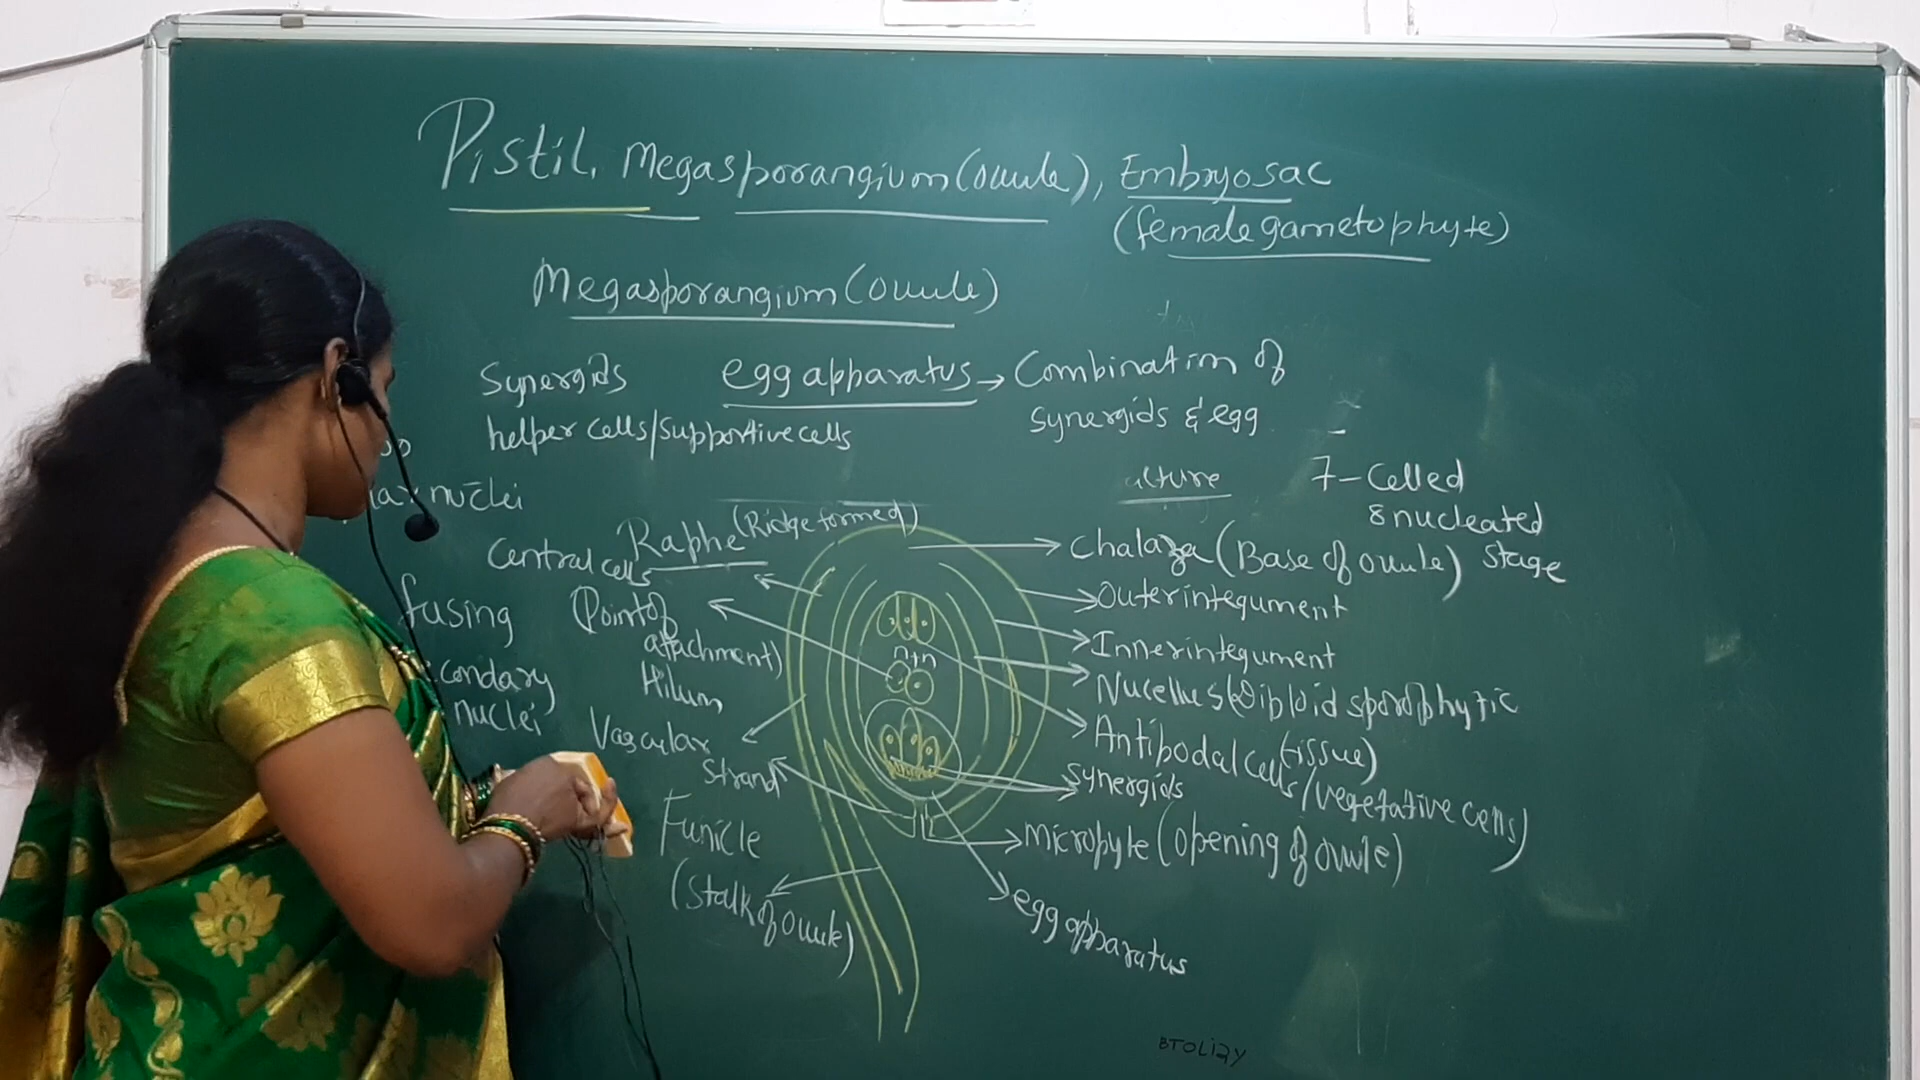 Pistil, Megasporangium (ovule), Embryosac
(female gametophyte)
Megasporangium (ovule)
Synergids
helper cells/supportive cells
egg apparatus → Combination of
synergids & egg
nuclei
7-Celled
8 nucleated
stage
Central cells
Raphe (Ridge formed)
fusing
nuclei
(Point of
attachment)
Hilum
Vascular
Strand
Funicle
(Stalk of ovule)
n+n
Chalaza (Base of ovule)
Outer integument
Inner integument
Nucellus (Diploid sporophytic
tissue)
Antipodal cells/(vegetative cells)
Synergids
micropyle (opening of ovule)
egg apparatus